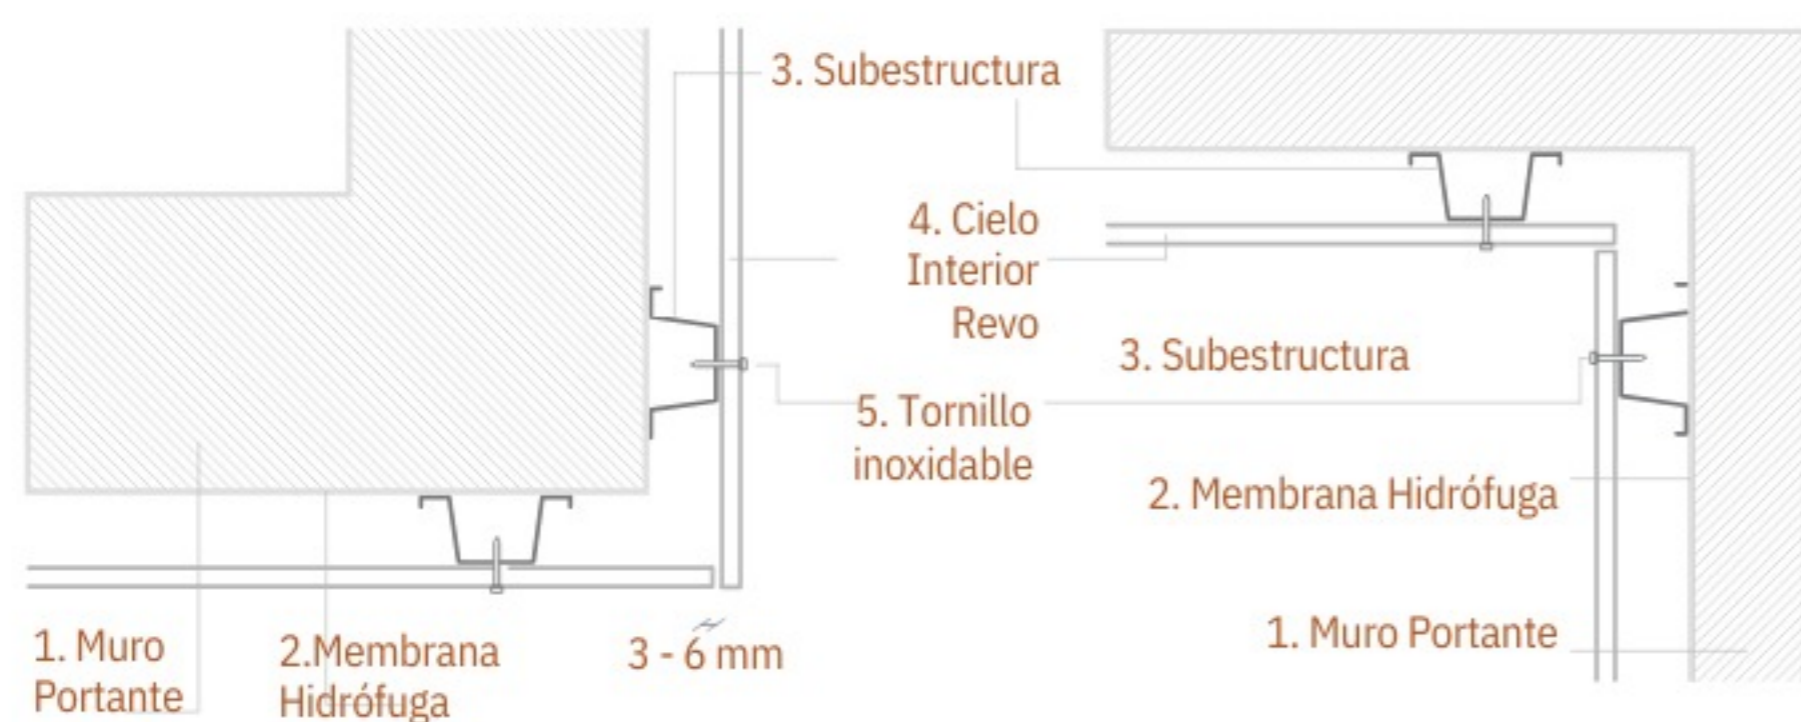 3. Subestructura
4. Cielo
Interior
Revo
3. Subestructura
5. Tornillo
inoxidable
2. Membrana Hidrófuga
1. Muro Portante
1. Muro
Portante
2.Membrana
Hidrófuga
3 - 6 mm